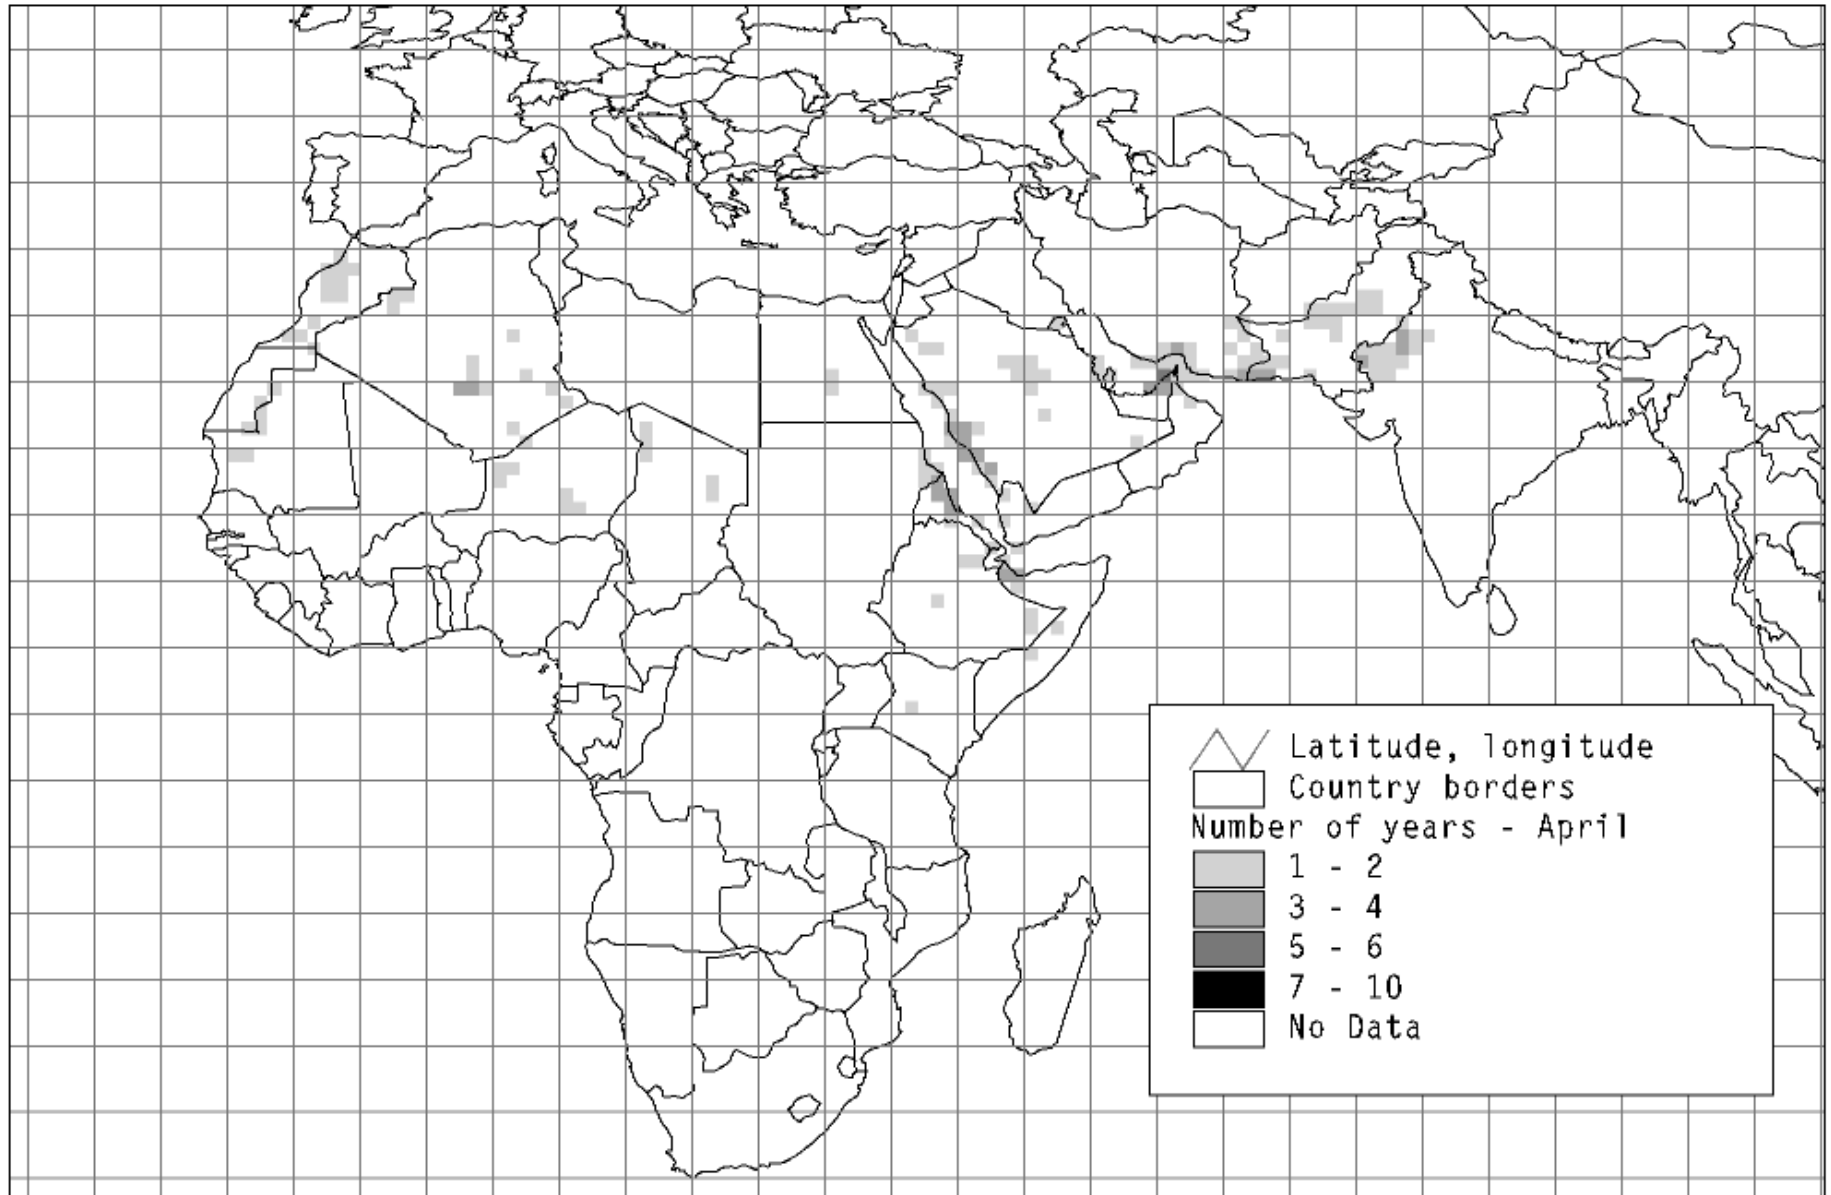 Latitude, longitude
Country borders
Number of years - April
1 - 2
3 - 4
5 - 6
7 - 10
No Data